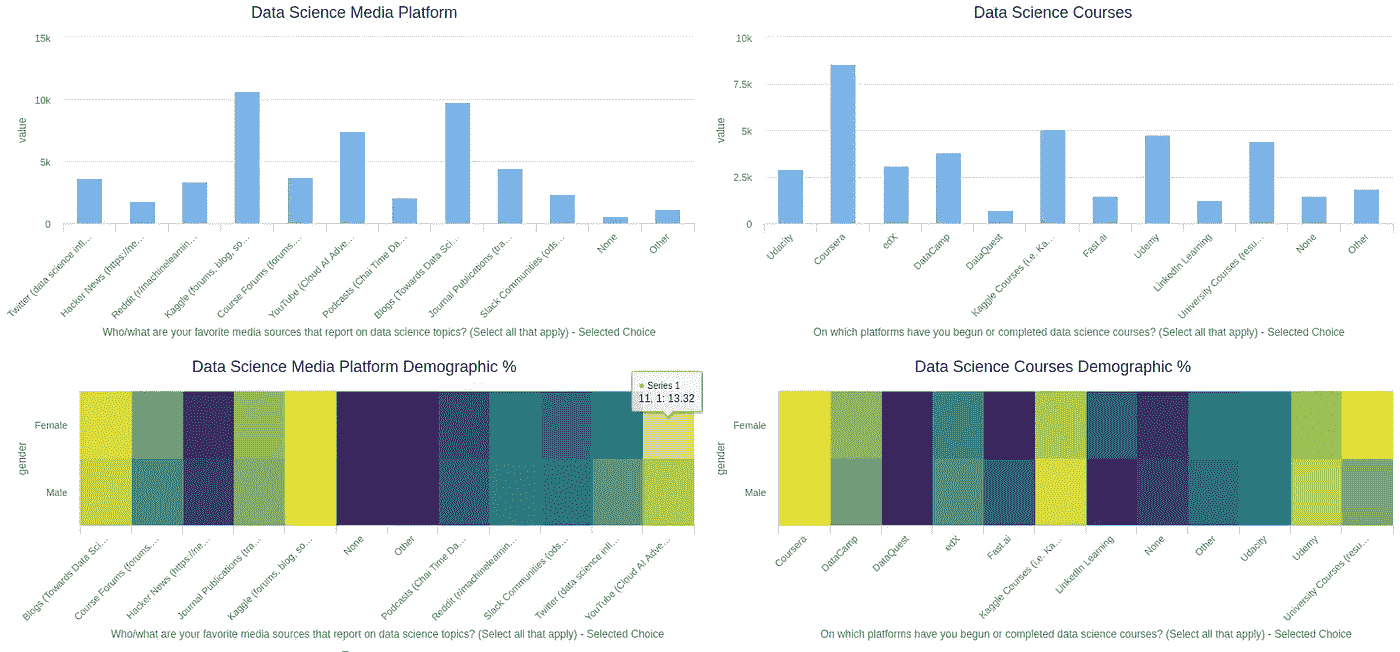 Data Science Media Platform
15k
10k
5k
0
value
Twitter (data science infl…
Hacker News (https://ne…
Reddit (r/machinelearnin…
Kaggle (forums, blog, so…
Course Forums (forums.…
YouTube (Cloud AI Adve…
Podcasts (Chai Time Da…
Blogs (Towards Data Sci…
Journal Publications (tra…
Slack Communities (ods…
None
Other
Who/what are your favorite media sources that report on data science topics? (Select all that apply) - Selected Choice
Data Science Courses
10k
7.5k
5k
2.5k
0
value
Udacity
Coursera
edX
DataCamp
DataQuest
Kaggle Courses (i.e. Ka…
Fast.ai
Udemy
LinkedIn Learning
University Courses (resu…
None
Other
On which platforms have you begun or completed data science courses? (Select all that apply) - Selected Choice
Data Science Media Platform Demographic %
Series 1
11, 1: 13.32
Female
Male
gender
Blogs (Towards Data Sci…
Course Forums (forums.…
Hacker News (https://ne…
Journal Publications (tra…
Kaggle (forums, blog, so…
None
Other
Podcasts (Chai Time Da…
Reddit (r/machinelearnin…
Slack Communities (ods…
Twitter (data science infl…
YouTube (Cloud AI Adve…
Who/what are your favorite media sources that report on data science topics? (Select all that apply) - Selected Choice
Data Science Courses Demographic %
Female
Male
gender
Coursera
DataCamp
DataQuest
edX
Fast.ai
Kaggle Courses (i.e. Ka…
LinkedIn Learning
None
Other
Udacity
Udemy
University Courses (resu…
On which platforms have you begun or completed data science courses? (Select all that apply) - Selected Choice